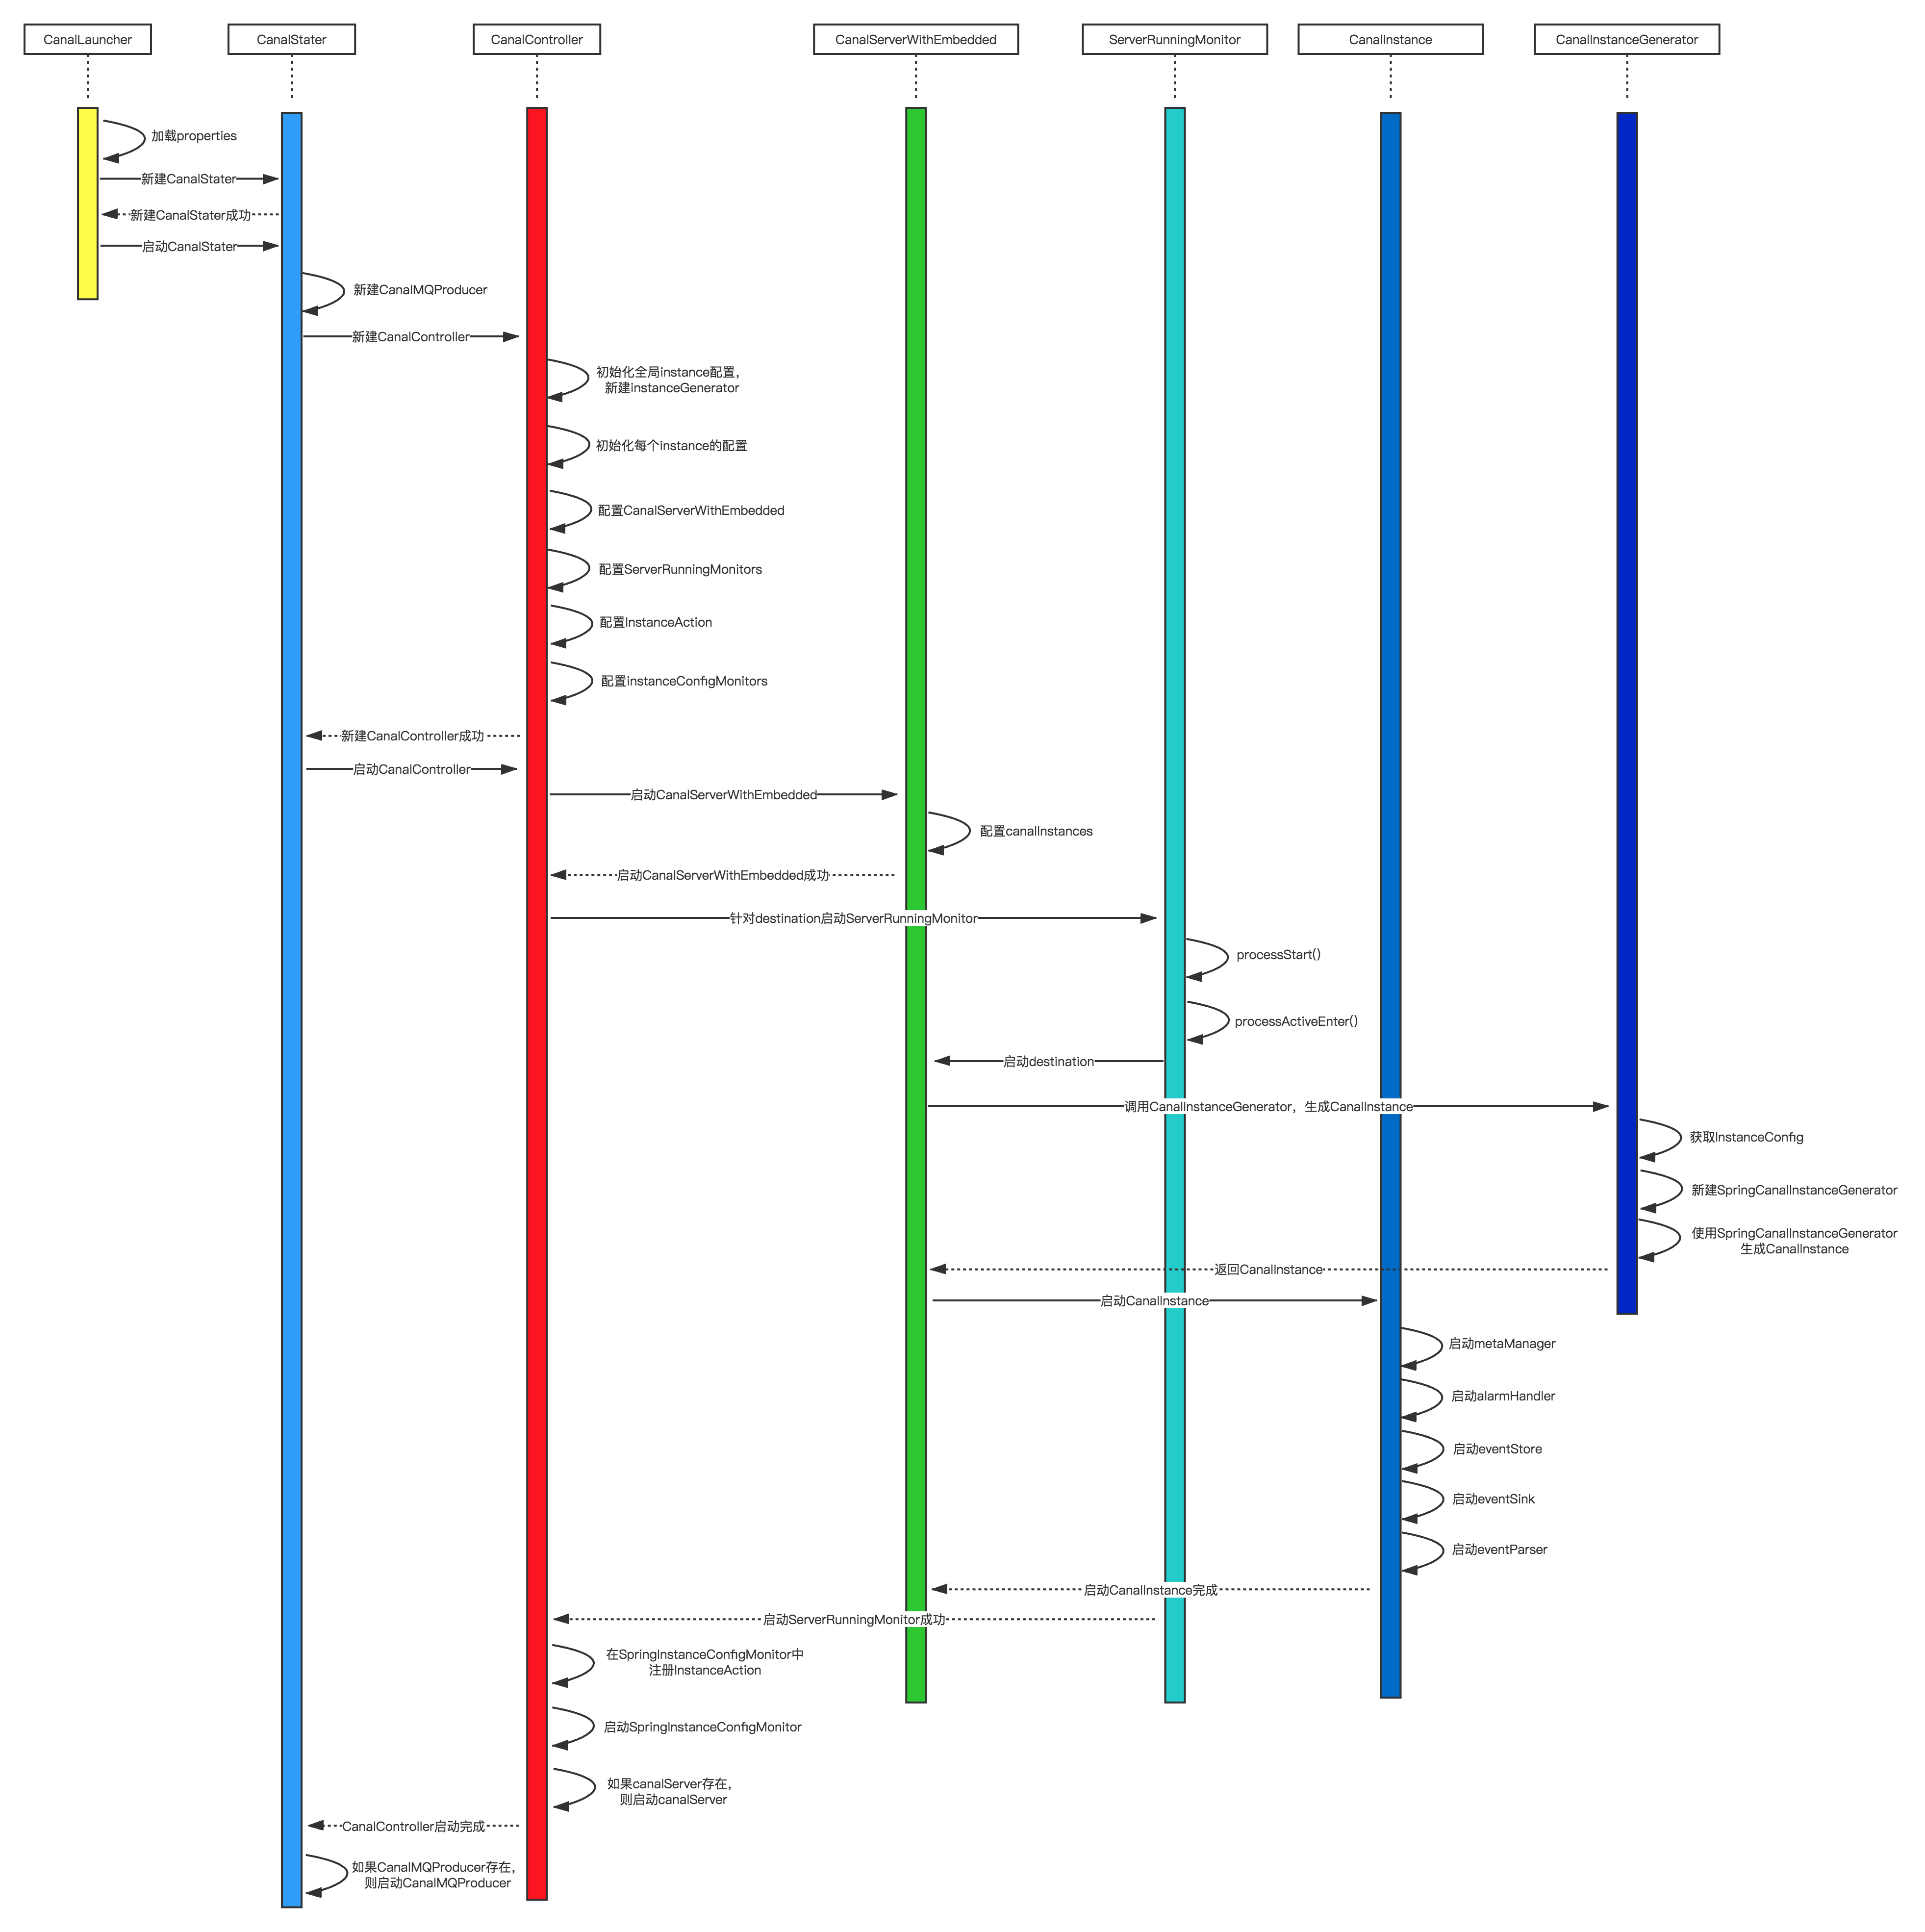 CanalLauncher
CanalStater
CanalController
CanalServerWithEmbedded
ServerRunningMonitor
CanalInstance
CanalInstanceGenerator
加载properties
新建CanalStater
新建CanalStater成功
启动CanalStater
新建CanalMQProducer
新建CanalController
初始化全局instance配置，
新建instanceGenerator
初始化每个instance的配置
配置CanalServerWithEmbedded
配置ServerRunningMonitors
配置InstanceAction
配置instanceConfigMonitors
新建CanalController成功
启动CanalController
启动CanalServerWithEmbedded
配置canalInstances
启动CanalServerWithEmbedded成功
针对destination启动ServerRunningMonitor
processStart()
processActiveEnter()
启动destination
调用CanalInstanceGenerator，生成CanalInstance
获取InstanceConfig
新建SpringCanalInstanceGenerator
使用SpringCanalInstanceGenerator
生成CanalInstance
返回CanalInstance
启动CanalInstance
启动metaManager
启动alarmHandler
启动eventStore
启动eventSink
启动eventParser
启动CanalInstance完成
启动ServerRunningMonitor成功
在SpringInstanceConfigMonitor中
注册InstanceAction
启动SpringInstanceConfigMonitor
如果canalServer存在，
则启动canalServer
CanalController启动完成
如果CanalMQProducer存在，
则启动CanalMQProducer